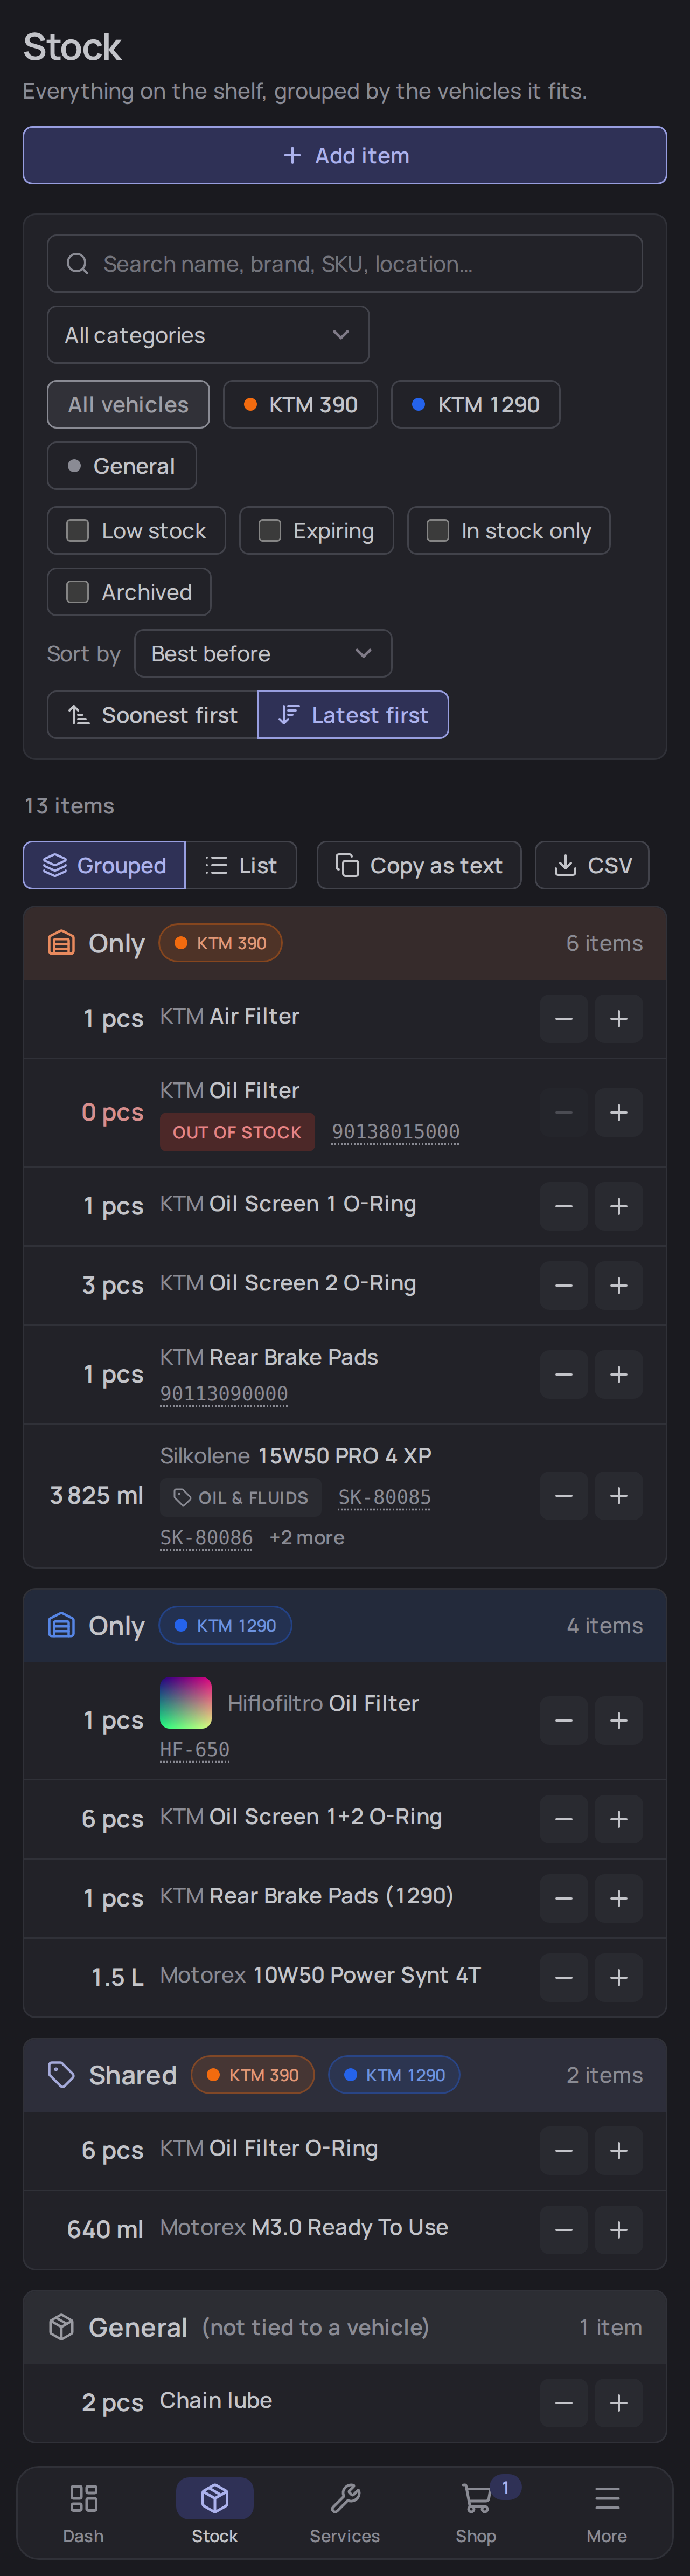 Stock
Everything on the shelf, grouped by the vehicles it fits.
+ Add item
Search name, brand, SKU, location...
All categories
All vehicles KTM 390 KTM 1290
General
Low stock Expiring In stock only
Archived
Sort by Best before
Soonest first Latest first
13 items
Grouped List Copy as text CSV
Only KTM 390 6 items
1 pcs KTM Air Filter
0 pcs KTM Oil Filter
OUT OF STOCK 90138015000
1 pcs KTM Oil Screen 1 O-Ring
3 pcs KTM Oil Screen 2 O-Ring
1 pcs KTM Rear Brake Pads
90113090000
3 825 ml Silkolene 15W50 PRO 4 XP
OIL & FLUIDS SK-80085
SK-80086 +2 more
Only KTM 1290 4 items
1 pcs Hiflofiltro Oil Filter
HF-650
6 pcs KTM Oil Screen 1+2 O-Ring
1 pcs KTM Rear Brake Pads (1290)
1.5 L Motorex 10W50 Power Synt 4T
Shared KTM 390 KTM 1290 2 items
6 pcs KTM Oil Filter O-Ring
640 ml Motorex M3.0 Ready To Use
General (not tied to a vehicle) 1 item
2 pcs Chain lube
1
Dash Stock Services Shop More